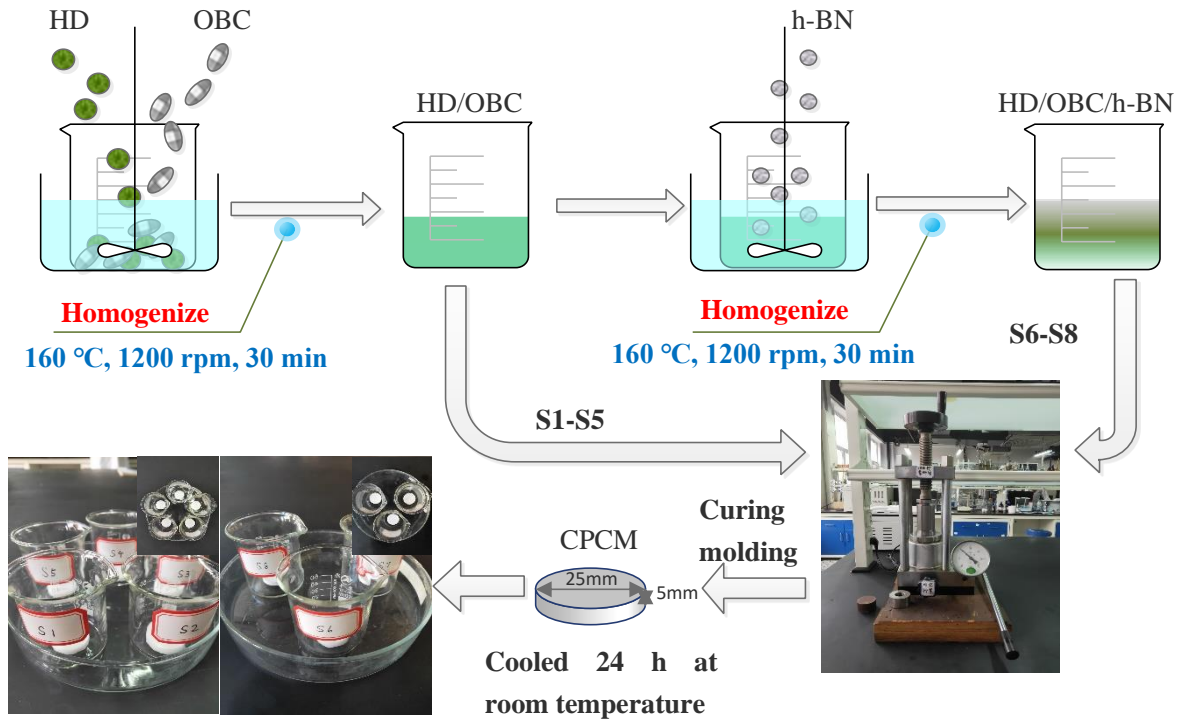 HD
OBC
h-BN
HD/OBC
HD/OBC/h-BN
Homogenize
160 ℃, 1200 rpm, 30 min
Homogenize
160 ℃, 1200 rpm, 30 min
S6-S8
S1-S5
Curing
molding
CPCM
25mm
5mm
Cooled 24 h at
room temperature
S4
S5
S3
S1
S2
S8
S7
S6